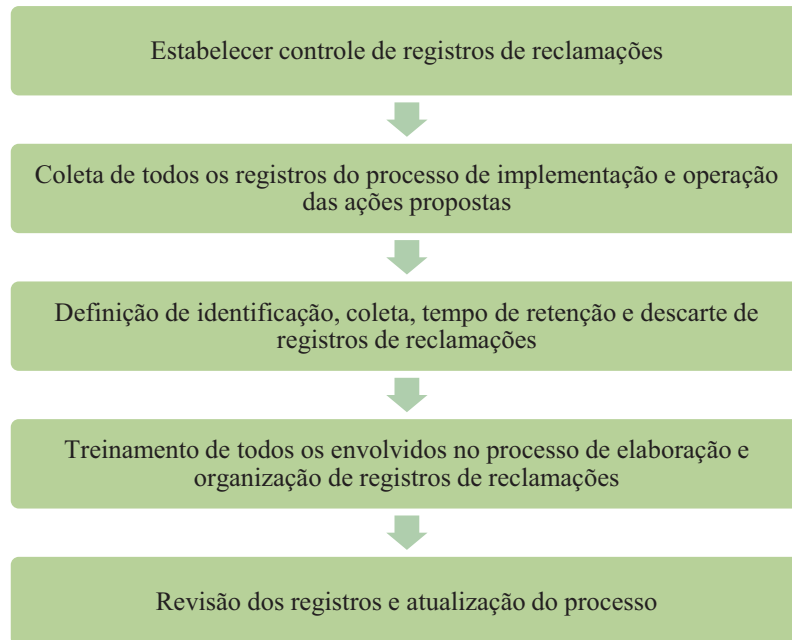 Estabelecer controle de registros de reclamações
Coleta de todos os registros do processo de implementação e operação
das ações propostas
Definição de identificação, coleta, tempo de retenção e descarte de
registros de reclamações
Treinamento de todos os envolvidos no processo de elaboração e
organização de registros de reclamações
Revisão dos registros e atualização do processo